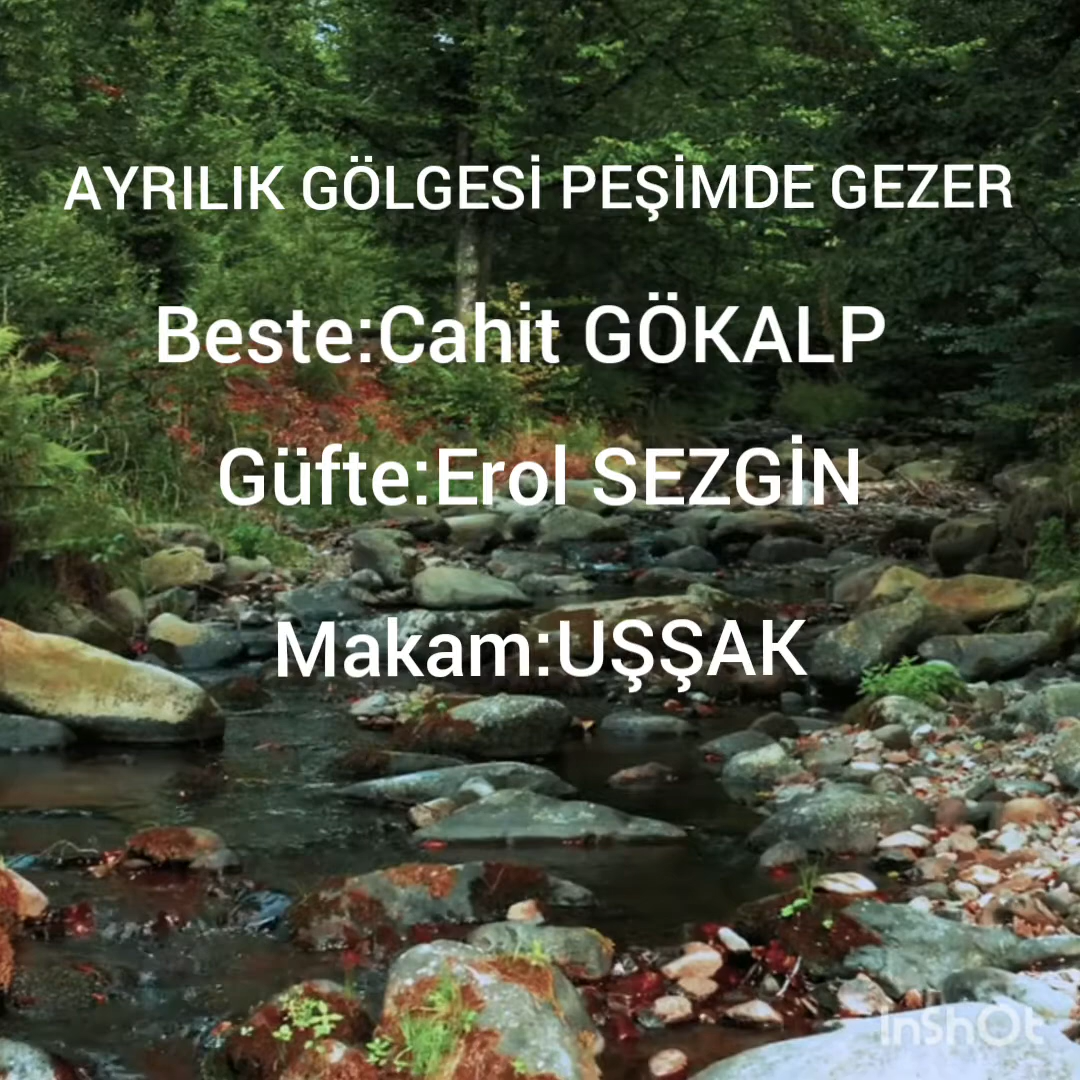 AYRILIK GÖLGESİ PEŞİMDE GEZER
Beste:Cahit GÖKALP
Güfte:Erol SEZGİN
Makam:UŞŞAK
InShOt